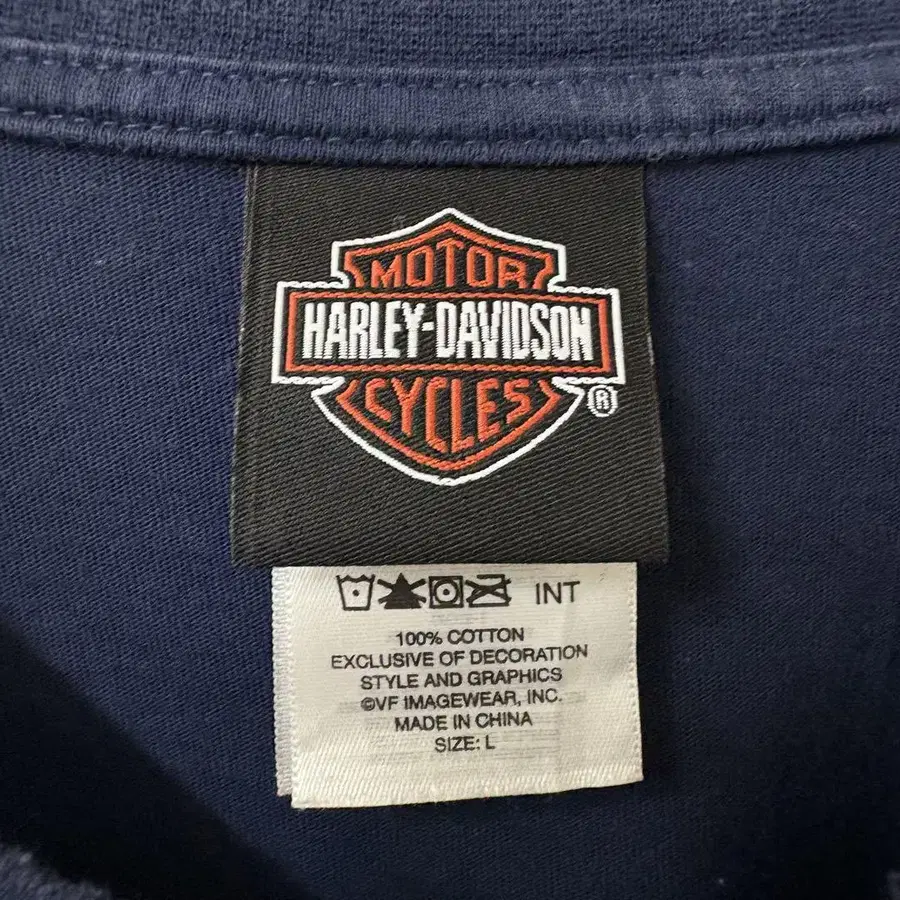 MOTOR
HARLEY-DAVIDSON
CYCLES
®
INT
100% COTTON
EXCLUSIVE OF DECORATION
STYLE AND GRAPHICS
©VF IMAGEWEAR, INC.
MADE IN CHINA
SIZE: L